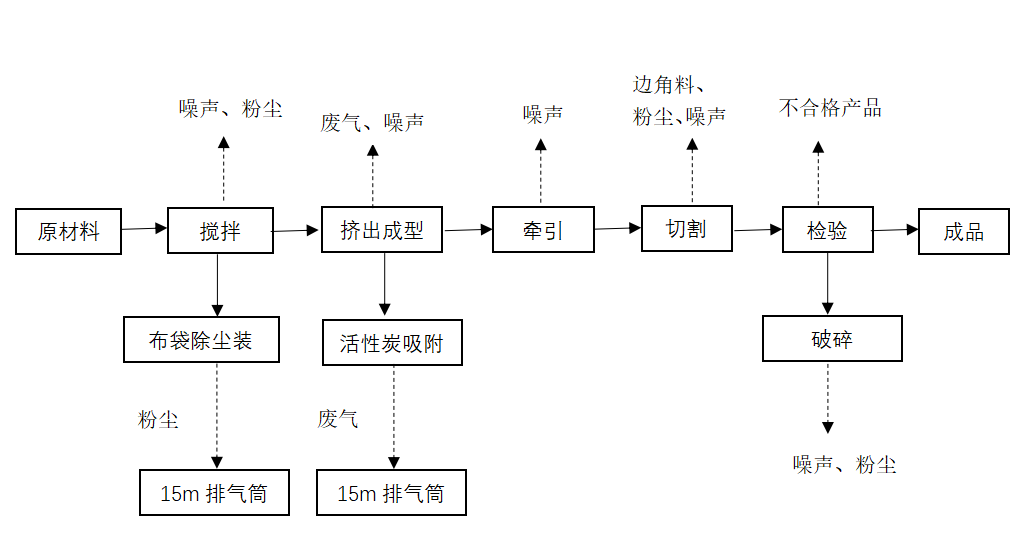 边角料、
粉尘、噪声
噪声、粉尘
废气、噪声
噪声
不合格产品
原材料
搅拌
挤出成型
牵引
切割
检验
成品
布袋除尘装
活性炭吸附
破碎
粉尘
废气
噪声、粉尘
15m 排气筒
15m 排气筒